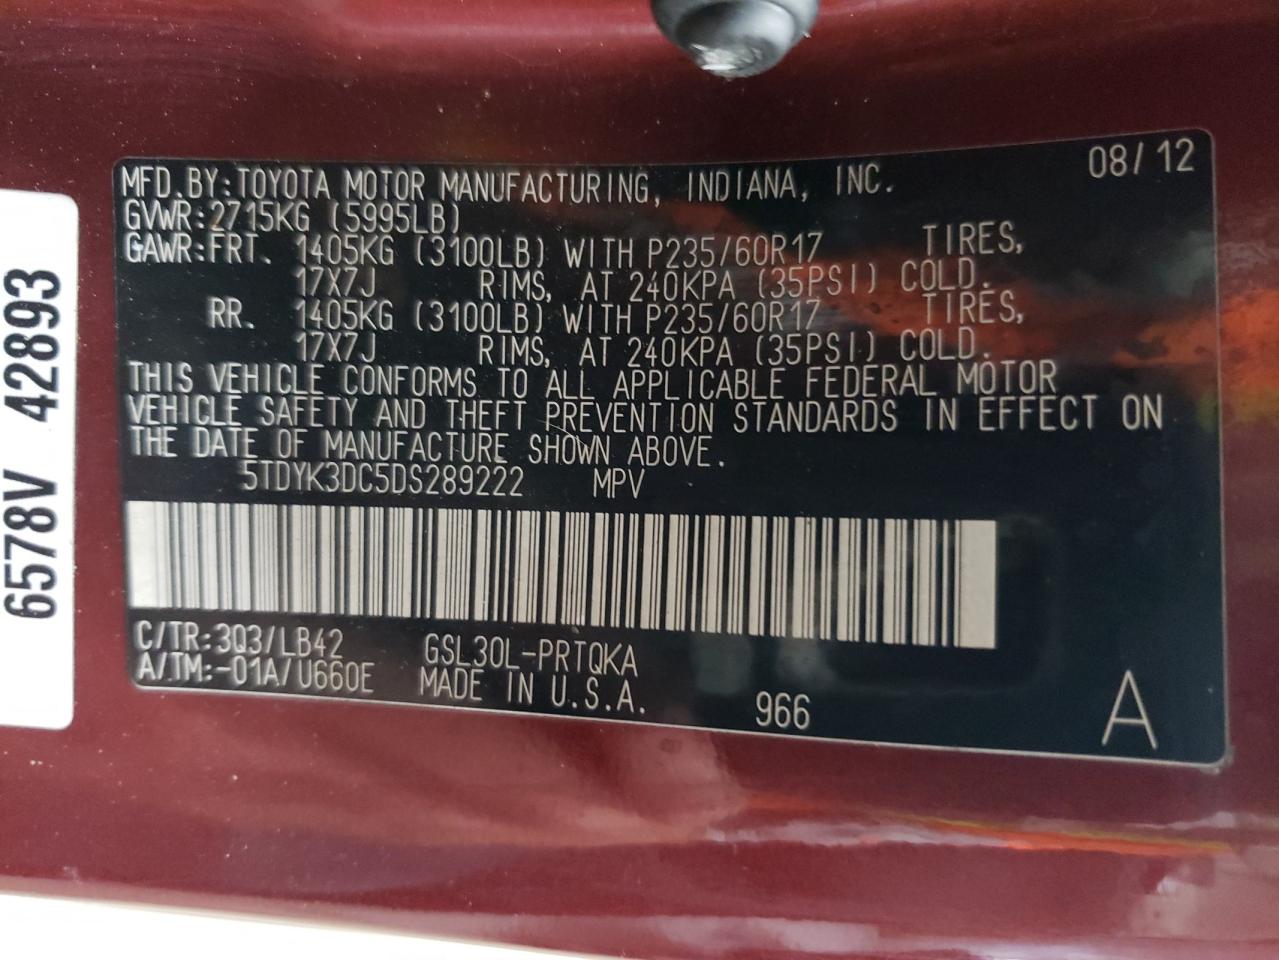 08/12
MFD.BY:TOYOTA MOTOR MANUFACTURING, INDIANA, INC.
GVWR:2715KG (5995LB)
GAWR:FRT. 1405KG (3100LB) WITH P235/60R17 TIRES,
17X7J RIMS, AT 240KPA (35PSI) COLD.
RR. 1405KG (3100LB) WITH P235/60R17 TIRES,
17X7J RIMS, AT 240KPA (35PSI) COLD.
THIS VEHICLE CONFORMS TO ALL APPLICABLE FEDERAL MOTOR
VEHICLE SAFETY AND THEFT PREVENTION STANDARDS IN EFFECT ON
THE DATE OF MANUFACTURE SHOWN ABOVE.
5TDYK3DC5DS289222 MPV
C/TR:3Q3/LB42 GSL30L-PRTQKA
A/TM:-01A/U660E MADE IN U.S.A.
966
A
6578V 42893